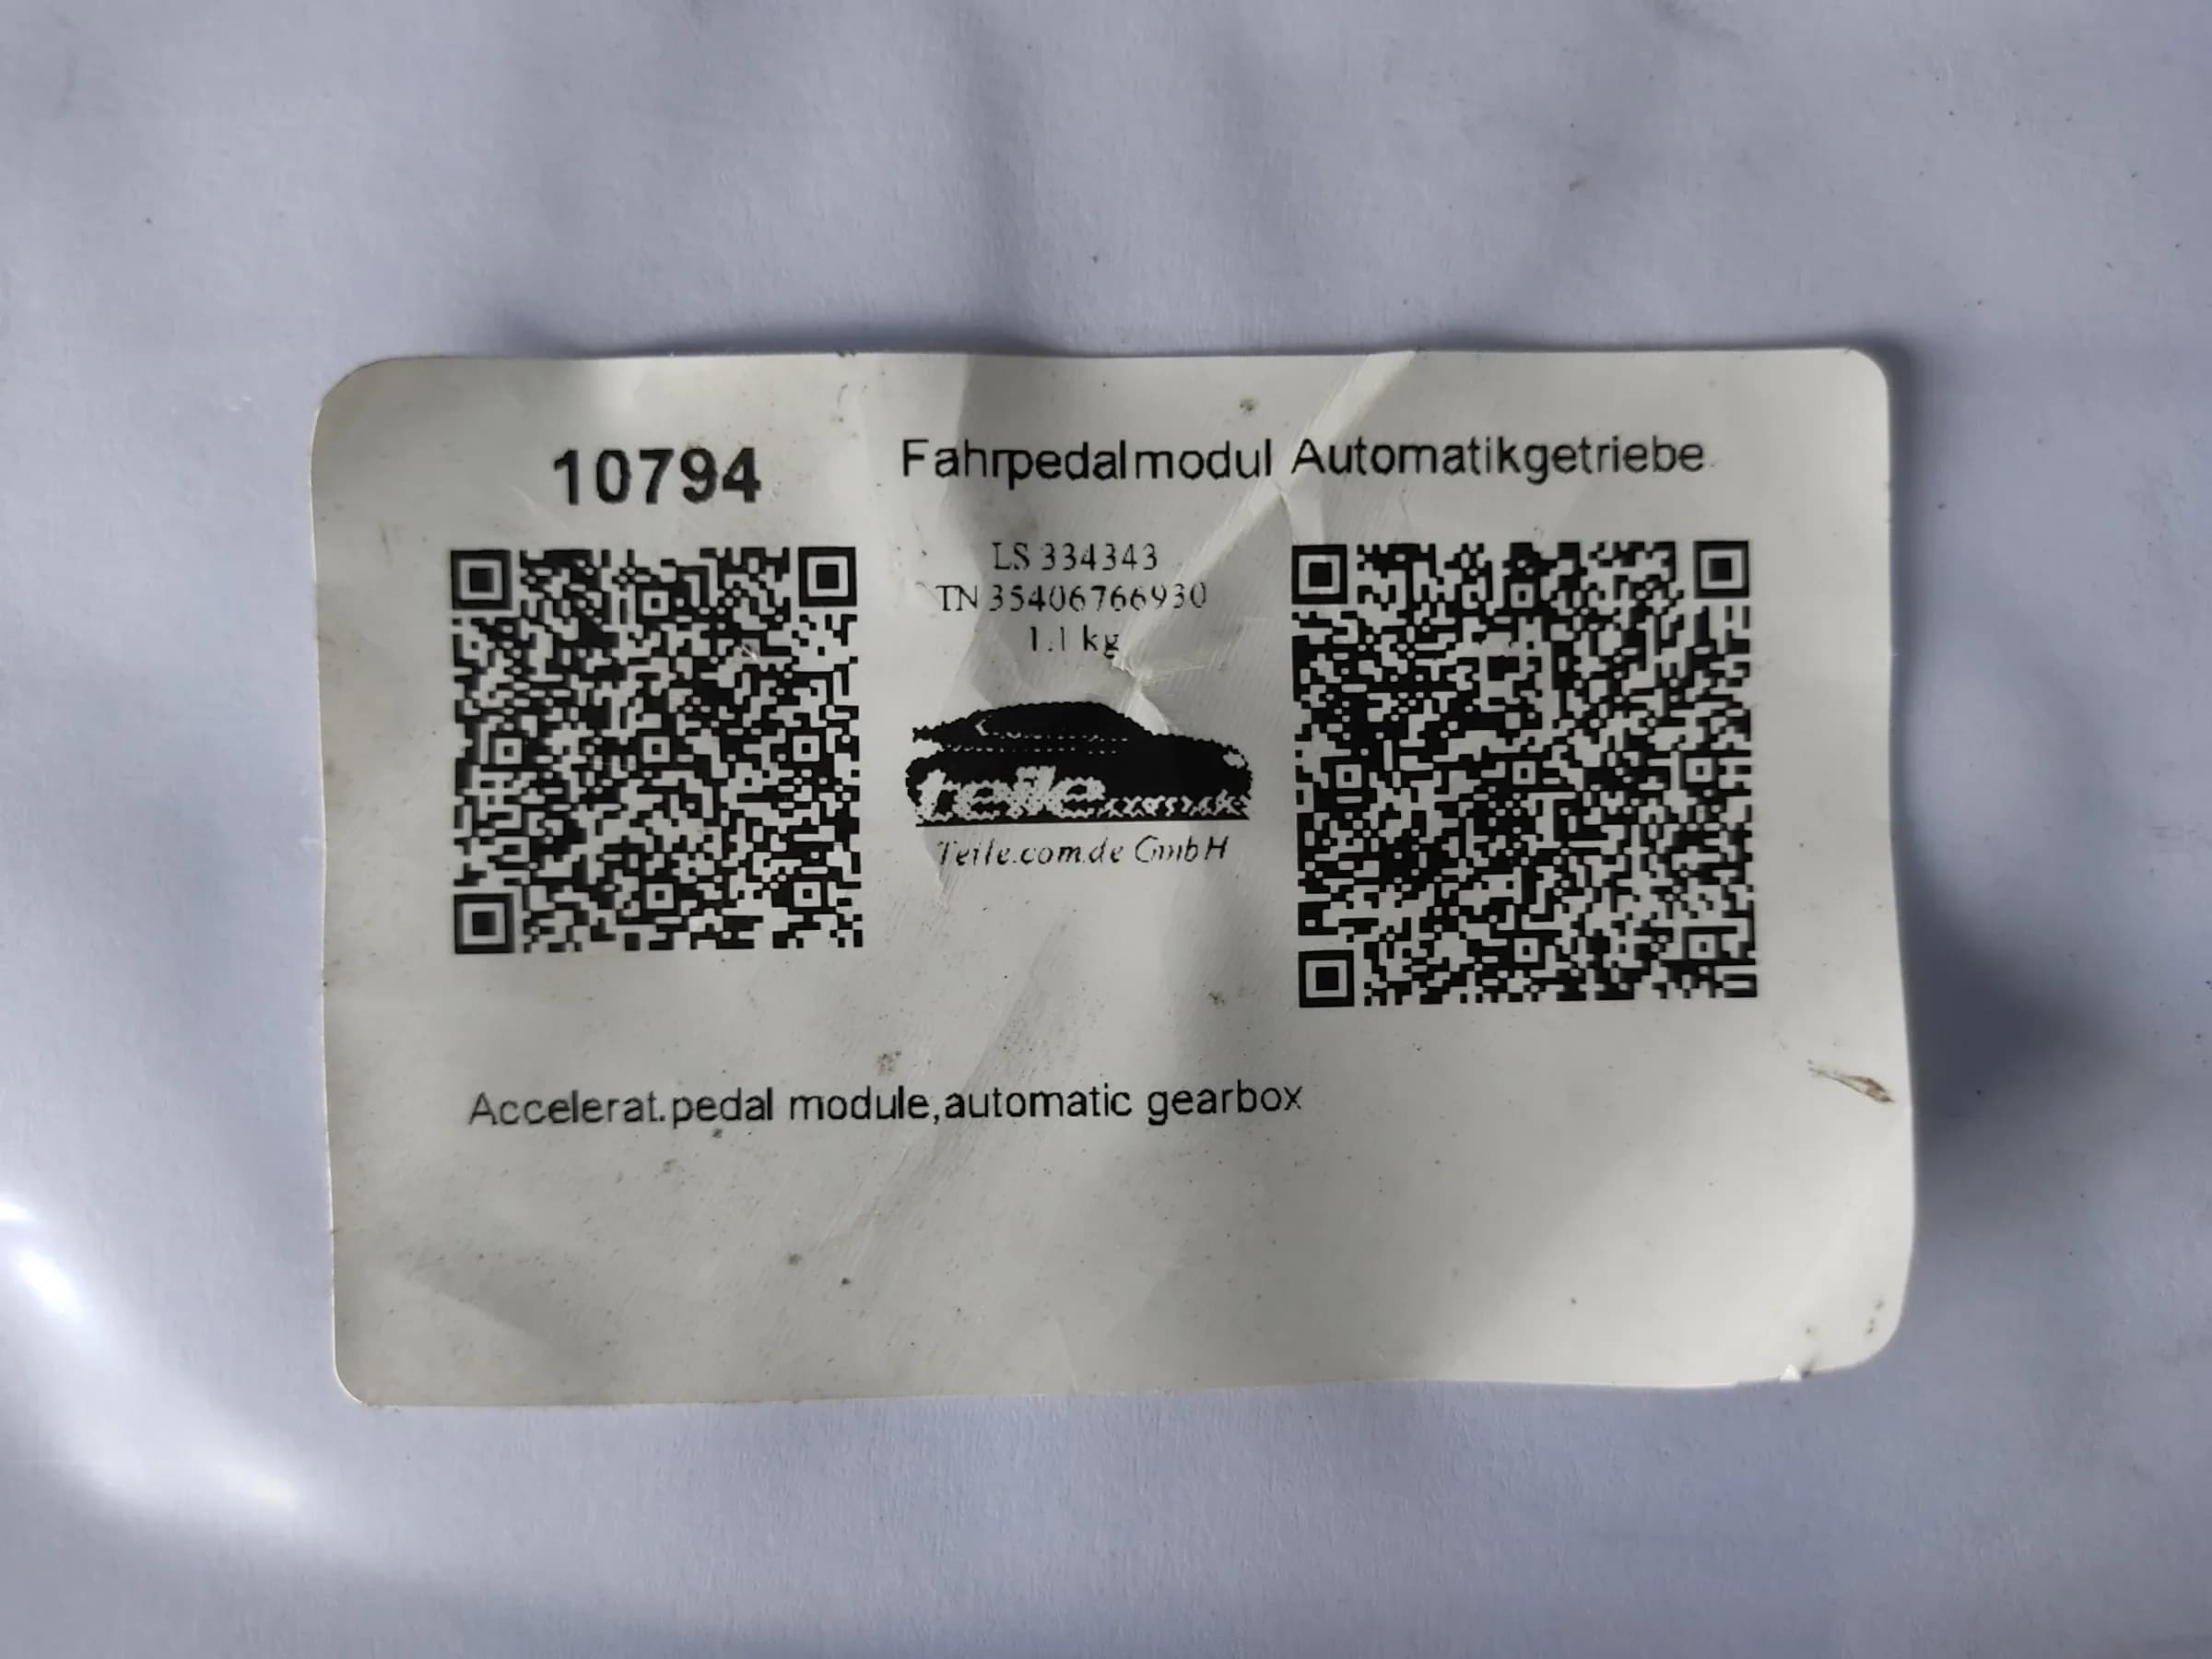 10794
Fahrpedalmodul Automatikgetriebe
LS 334343
TN 35406766930
1.1 kg
teile
Teile.com.de GmbH
Accelerat.pedal module,automatic gearbox